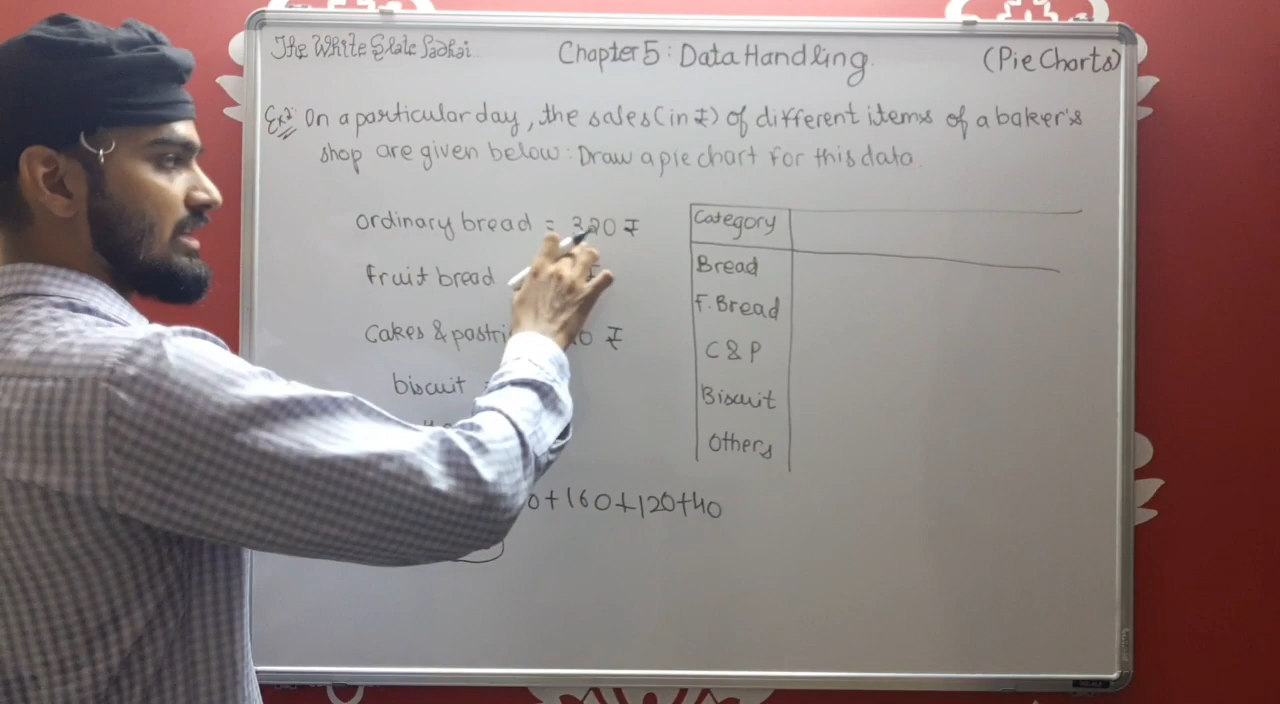 The White Slate Padhai...
Chapter 5: Data Handling
(Pie Charts)
Ex2: On a particular day, the sales (in ₹) of different items of a baker's
shop are given below: Draw a pie chart for this data.
ordinary bread = 320 ₹
fruit bread
Cakes & pastri
biscuit
0+160+120+40
Category
Bread
F. Bread
C & P
Biscuit
Others